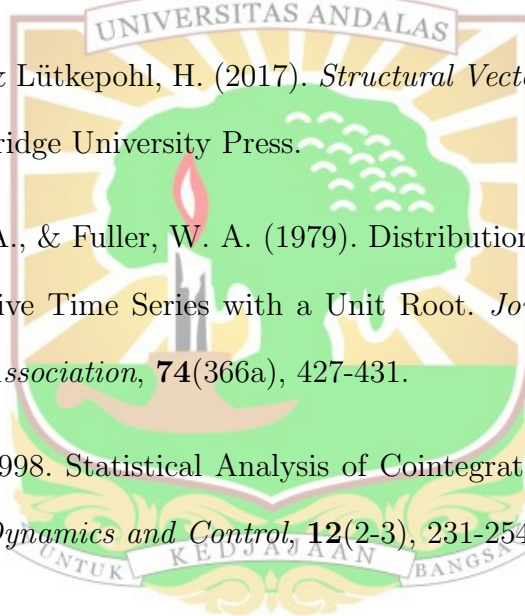 UNIVERSITAS ANDALAS
& Lütkepohl, H. (2017). Structural Vecto
ridge University Press.
A., & Fuller, W. A. (1979). Distribution
ive Time Series with a Unit Root. Jo
ssociation, 74(366a), 427-431.
998. Statistical Analysis of Cointegrat
Dynamics and Control, 12(2-3), 231-254
UNTUK KEDJAJAAN BANGSA